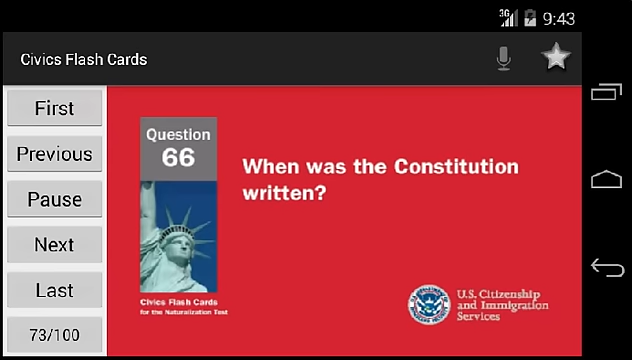 3G 9:43
Civics Flash Cards
First
Previous
Pause
Next
Last
73/100
Question
66
When was the Constitution
written?
Civics Flash Cards
for the Naturalization Test
U.S. Citizenship
and Immigration
Services